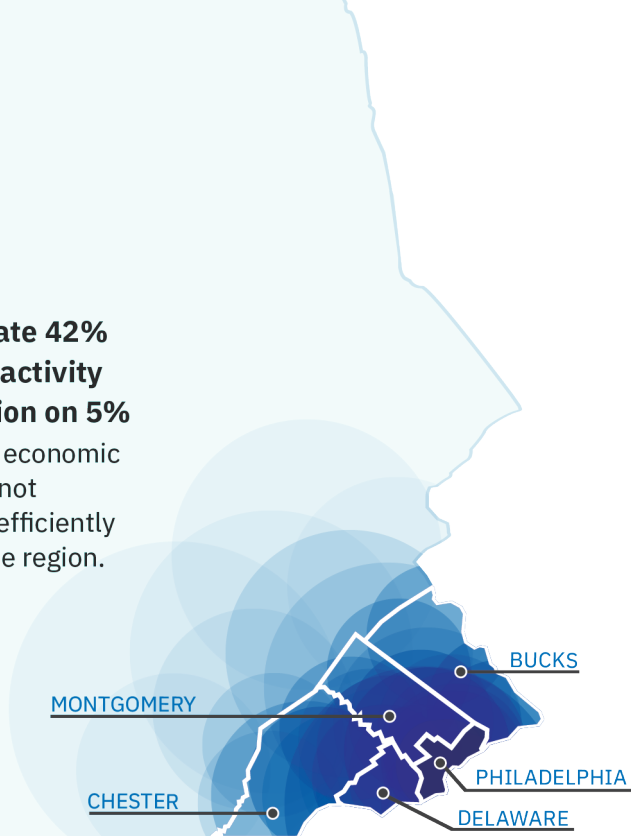 ate 42%
activity
ion on 5%
economic
not
efficiently
e region.
BUCKS
MONTGOMERY
PHILADELPHIA
CHESTER
DELAWARE